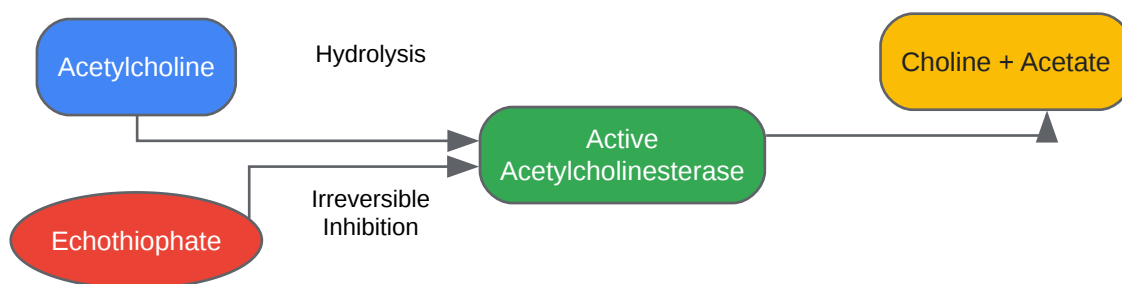 Acetylcholine
Hydrolysis
Choline + Acetate
Active
Acetylcholinesterase
Irreversible
Inhibition
Echothiophate